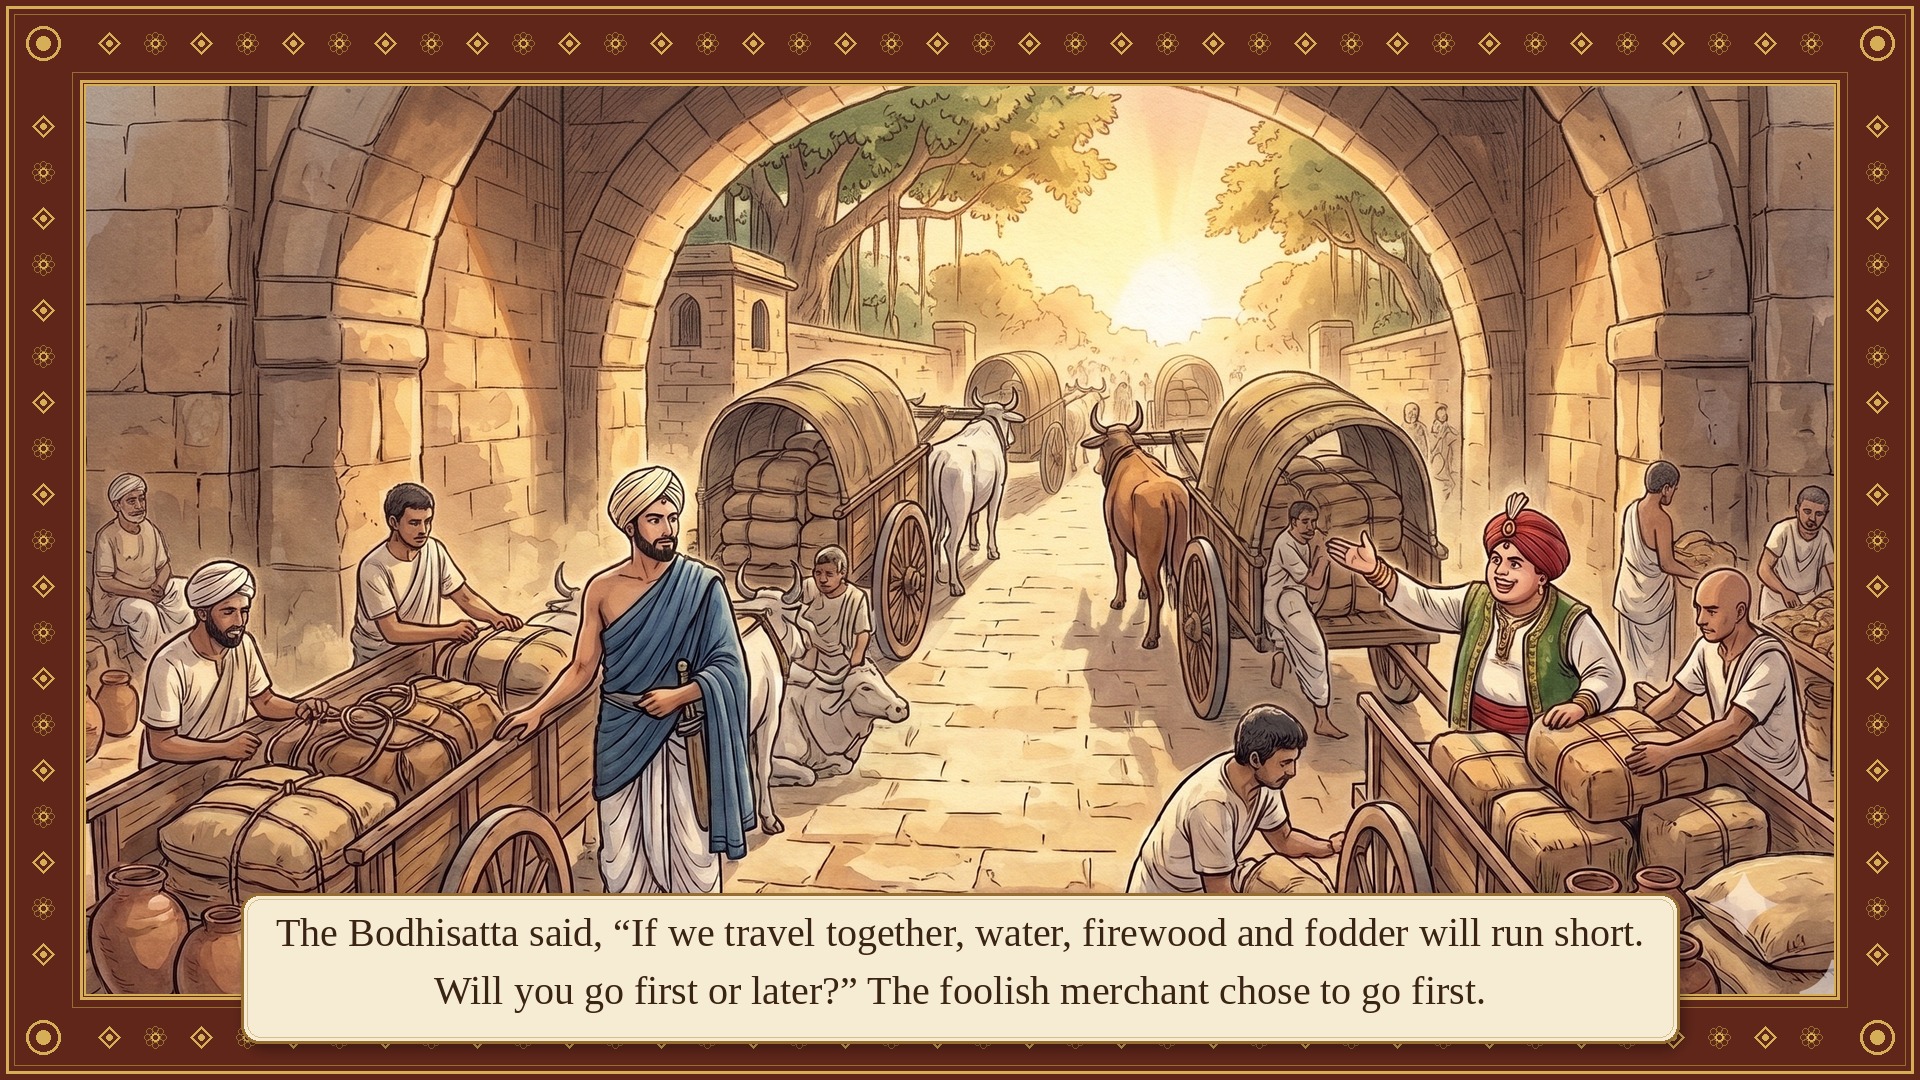 The Bodhisatta said, “If we travel together, water, firewood and fodder will run short.
Will you go first or later?” The foolish merchant chose to go first.